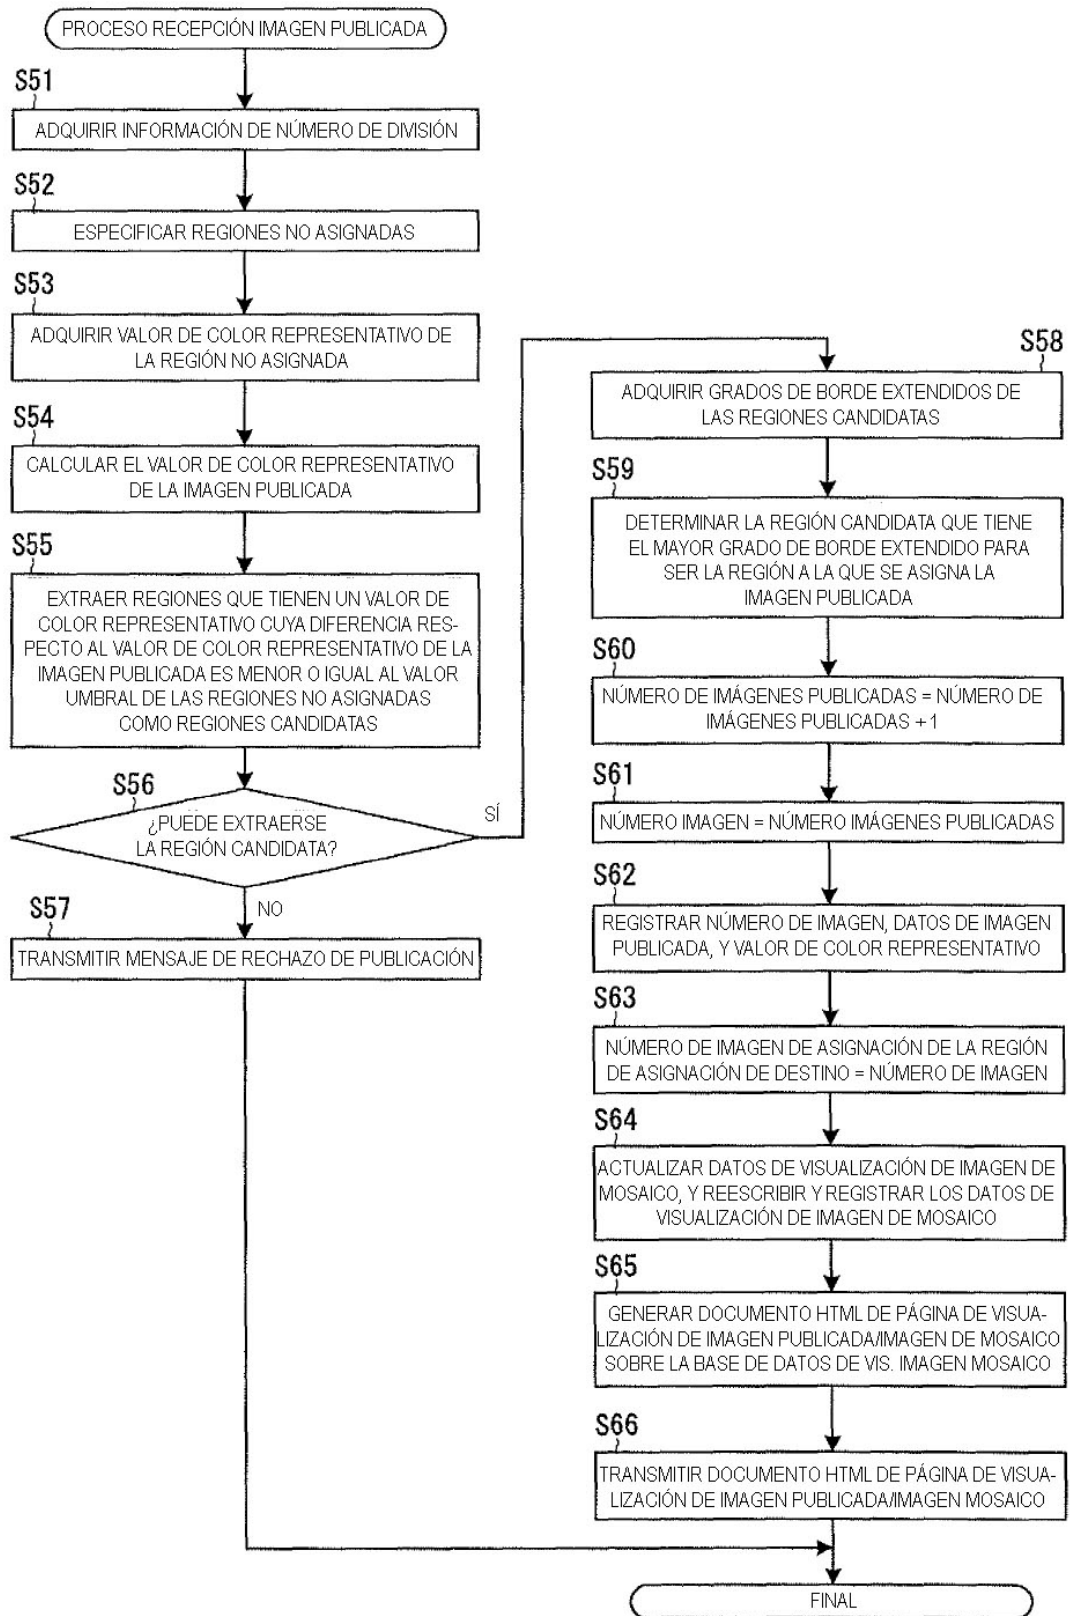 PROCESO RECEPCIÓN IMAGEN PUBLICADA
S51
ADQUIRIR INFORMACIÓN DE NÚMERO DE DIVISIÓN
S52
ESPECIFICAR REGIONES NO ASIGNADAS
S53
ADQUIRIR VALOR DE COLOR REPRESENTATIVO DE
LA REGIÓN NO ASIGNADA
S54
CALCULAR EL VALOR DE COLOR REPRESENTATIVO
DE LA IMAGEN PUBLICADA
S55
EXTRAER REGIONES QUE TIENEN UN VALOR DE
COLOR REPRESENTATIVO CUYA DIFERENCIA RES-
PECTO AL VALOR DE COLOR REPRESENTATIVO DE LA
IMAGEN PUBLICADA ES MENOR O IGUAL AL VALOR
UMBRAL DE LAS REGIONES NO ASIGNADAS
COMO REGIONES CANDIDATAS
S56
¿PUEDE EXTRAERSE
LA REGIÓN CANDIDATA?
SÍ
NO
S57
TRANSMITIR MENSAJE DE RECHAZO DE PUBLICACIÓN
S58
ADQUIRIR GRADOS DE BORDE EXTENDIDOS DE
LAS REGIONES CANDIDATAS
S59
DETERMINAR LA REGIÓN CANDIDATA QUE TIENE
EL MAYOR GRADO DE BORDE EXTENDIDO PARA
SER LA REGIÓN A LA QUE SE ASIGNA LA
IMAGEN PUBLICADA
S60
NÚMERO DE IMÁGENES PUBLICADAS = NÚMERO DE
IMÁGENES PUBLICADAS + 1
S61
NÚMERO IMAGEN = NÚMERO IMÁGENES PUBLICADAS
S62
REGISTRAR NÚMERO DE IMAGEN, DATOS DE IMAGEN
PUBLICADA, Y VALOR DE COLOR REPRESENTATIVO
S63
NÚMERO DE IMAGEN DE ASIGNACIÓN DE LA REGIÓN
DE ASIGNACIÓN DE DESTINO = NÚMERO DE IMAGEN
S64
ACTUALIZAR DATOS DE VISUALIZACIÓN DE IMAGEN DE
MOSAICO, Y REESCRIBIR Y REGISTRAR LOS DATOS DE
VISUALIZACIÓN DE IMAGEN DE MOSAICO
S65
GENERAR DOCUMENTO HTML DE PÁGINA DE VISUA-
LIZACIÓN DE IMAGEN PUBLICADA/IMAGEN DE MOSAICO
SOBRE LA BASE DE DATOS DE VIS. IMAGEN MOSAICO
S66
TRANSMITIR DOCUMENTO HTML DE PÁGINA DE VISUA-
LIZACIÓN DE IMAGEN PUBLICADA/IMAGEN MOSAICO
FINAL